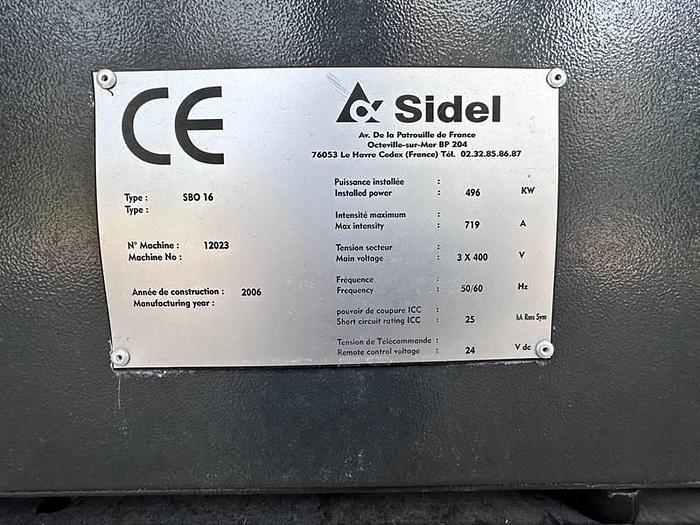 CE
Sidel
Av. De la Patrouille de France
Octeville-sur-Mer BP 204
76053 Le Havre Cedex (France) Tél. 02.32.85.86.87
Type : SBO 16
Type :
N° Machine : 12023
Machine No :
Année de construction : 2006
Manufacturing year :
Puissance installée :
Installed power : 496 KW
Intensité maximum :
Max intensity : 719 A
Tension secteur :
Main voltage : 3 X 400 V
Fréquence :
Frequency : 50/60 Hz
pouvoir de coupure ICC :
Short circuit rating ICC : 25 kA Rms Sym
Tension de Télécommande :
Remote control voltage : 24 V dc